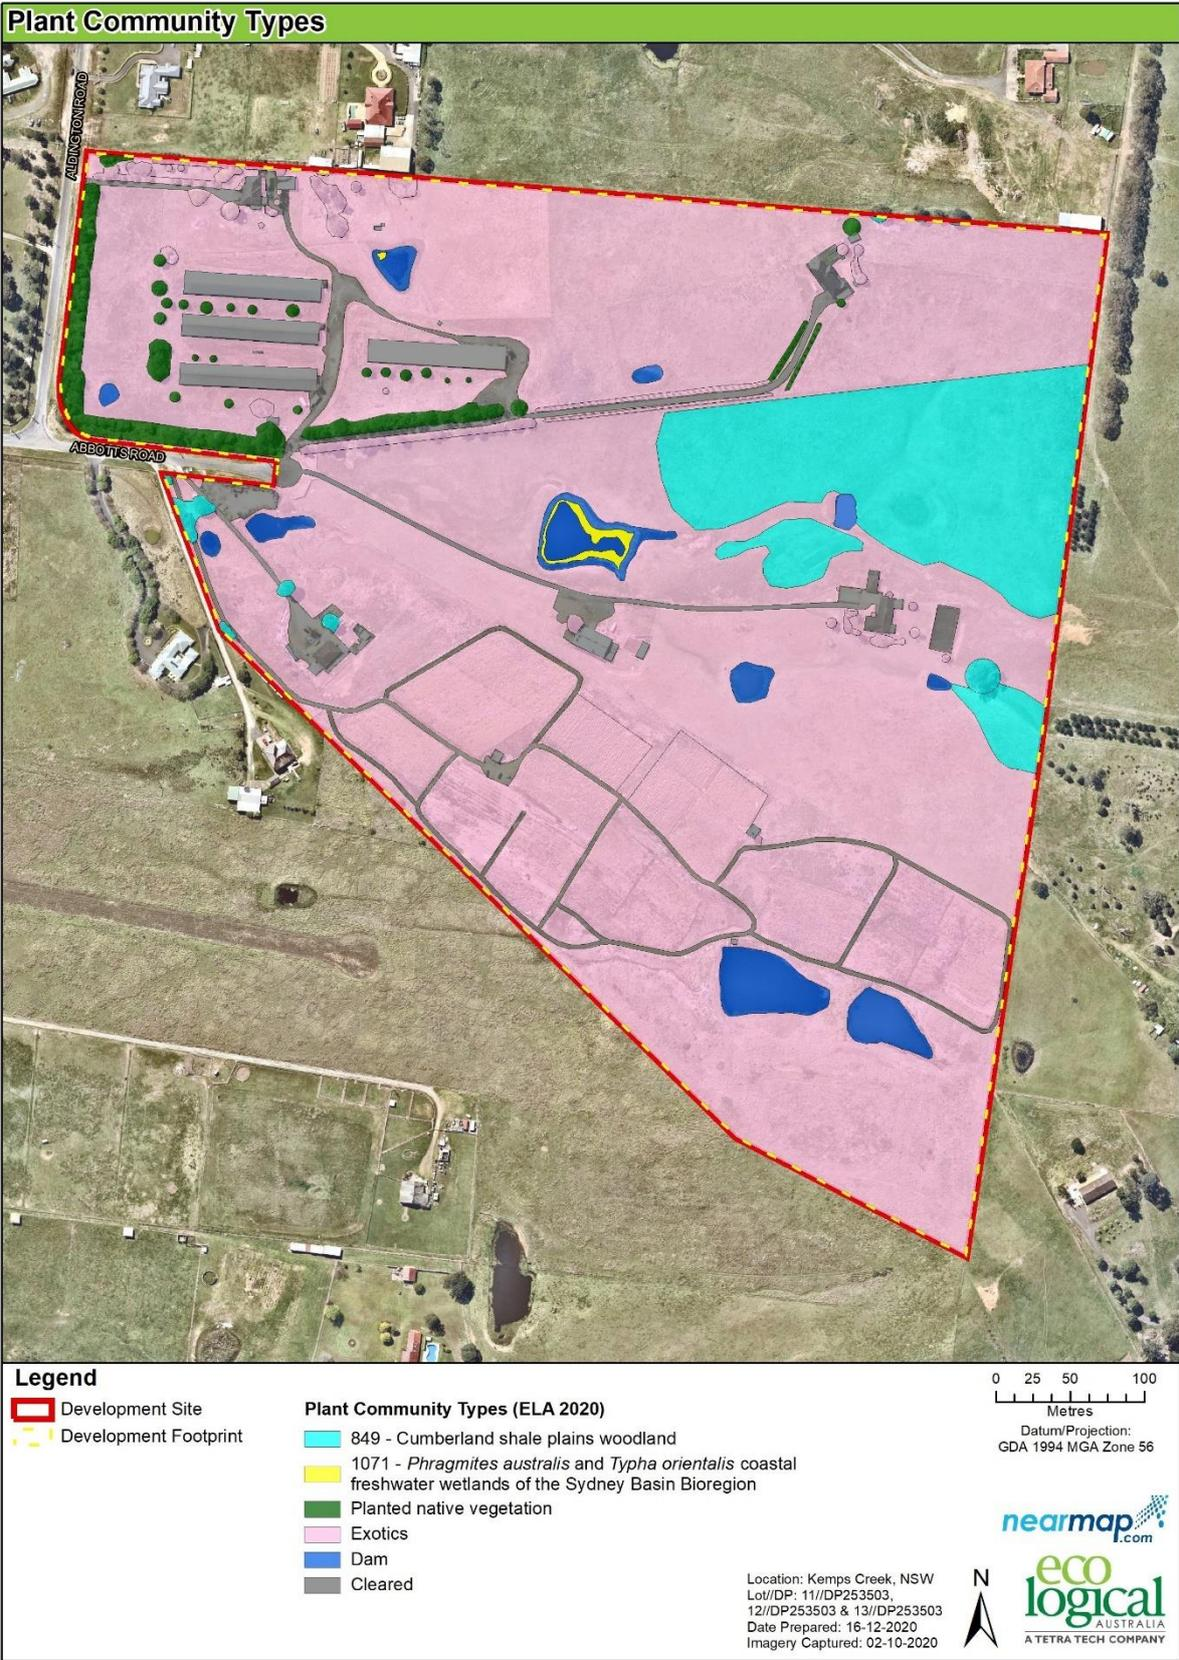 Plant Community Types
ALDINGTON ROAD
ABBOTTS ROAD
Legend
Development Site
Development Footprint
Plant Community Types (ELA 2020)
849 - Cumberland shale plains woodland
1071 - Phragmites australis and Typha orientalis coastal
freshwater wetlands of the Sydney Basin Bioregion
Planted native vegetation
Exotics
Dam
Cleared
0 25 50 100
Metres
Datum/Projection:
GDA 1994 MGA Zone 56
nearmap
.com
Location: Kemps Creek, NSW
Lot//DP: 11//DP253503,
12//DP253503 & 13//DP253503
Date Prepared: 16-12-2020
Imagery Captured: 02-10-2020
N
eco
logical
AUSTRALIA
A TETRA TECH COMPANY